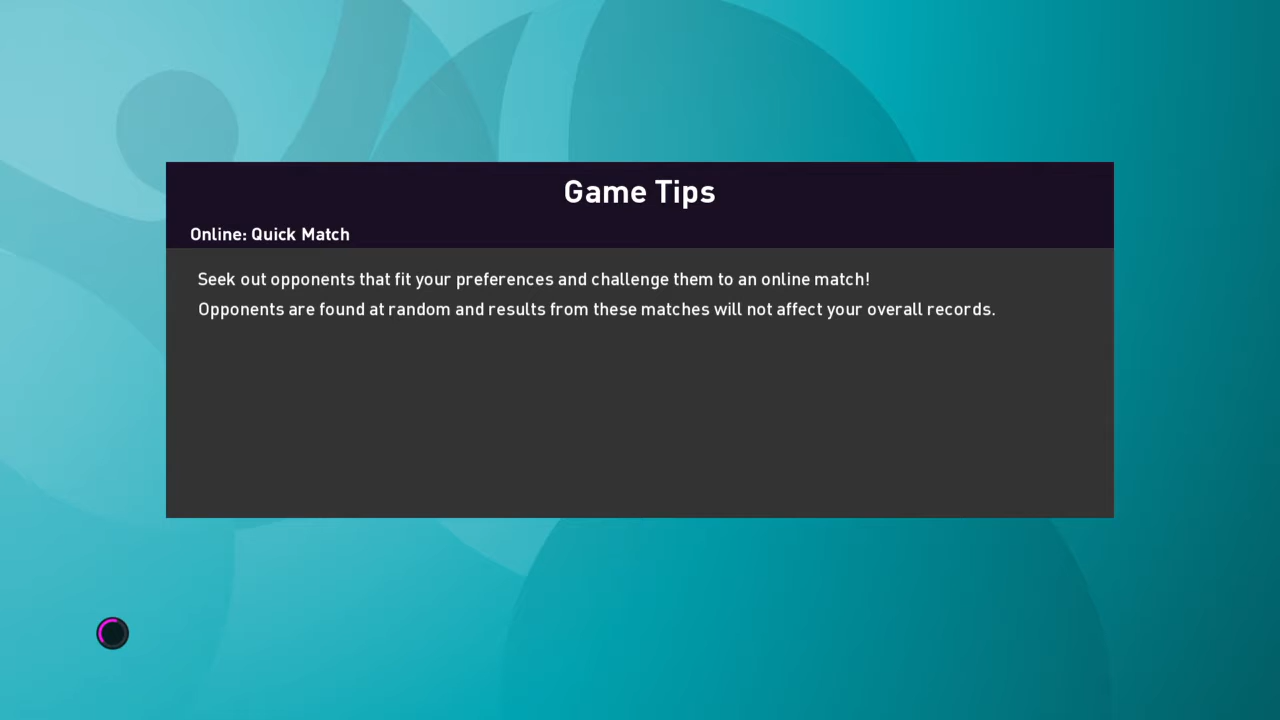 Game Tips
Online: Quick Match
Seek out opponents that fit your preferences and challenge them to an online match!
Opponents are found at random and results from these matches will not affect your overall records.